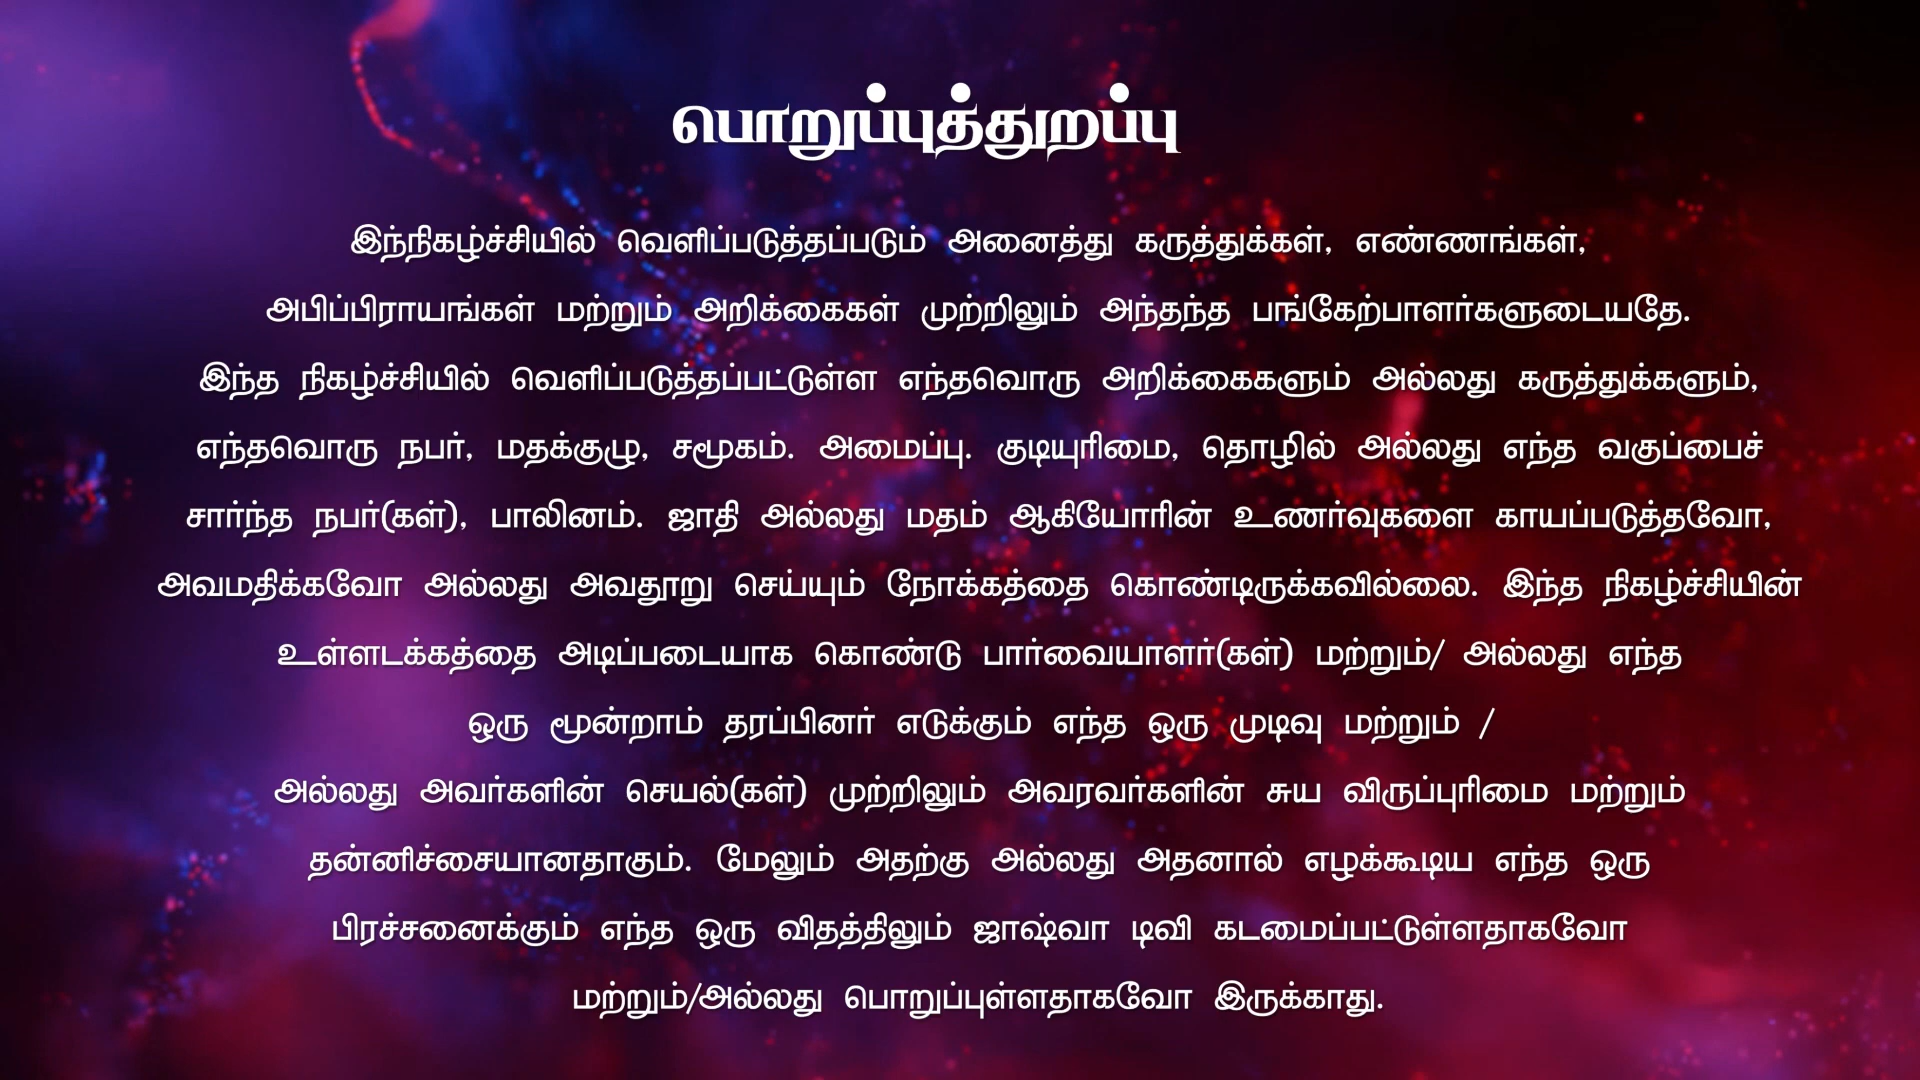 பொறுப்புத்துறப்பு
இந்நிகழ்ச்சியில் வெளிப்படுத்தப்படும் அனைத்து கருத்துக்கள், எண்ணங்கள்,
அபிப்பிராயங்கள் மற்றும் அறிக்கைகள் முற்றிலும் அந்தந்த பங்கேற்பாளர்களுடையதே.
இந்த நிகழ்ச்சியில் வெளிப்படுத்தப்பட்டுள்ள எந்தவொரு அறிக்கைகளும் அல்லது கருத்துக்களும்,
எந்தவொரு நபர், மதக்குழு, சமூகம். அமைப்பு. குடியுரிமை, தொழில் அல்லது எந்த வகுப்பைச்
சார்ந்த நபர்(கள்), பாலினம். ஜாதி அல்லது மதம் ஆகியோரின் உணர்வுகளை காயப்படுத்தவோ,
அவமதிக்கவோ அல்லது அவதூறு செய்யும் நோக்கத்தை கொண்டிருக்கவில்லை. இந்த நிகழ்ச்சியின்
உள்ளடக்கத்தை அடிப்படையாக கொண்டு பார்வையாளர்(கள்) மற்றும்/ அல்லது எந்த
ஒரு மூன்றாம் தரப்பினர் எடுக்கும் எந்த ஒரு முடிவு மற்றும் /
அல்லது அவர்களின் செயல்(கள்) முற்றிலும் அவரவர்களின் சுய விருப்புரிமை மற்றும்
தன்னிச்சையானதாகும். மேலும் அதற்கு அல்லது அதனால் எழக்கூடிய எந்த ஒரு
பிரச்சனைக்கும் எந்த ஒரு விதத்திலும் ஜாஷ்வா டிவி கடமைப்பட்டுள்ளதாகவோ
மற்றும்/அல்லது பொறுப்புள்ளதாகவோ இருக்காது.